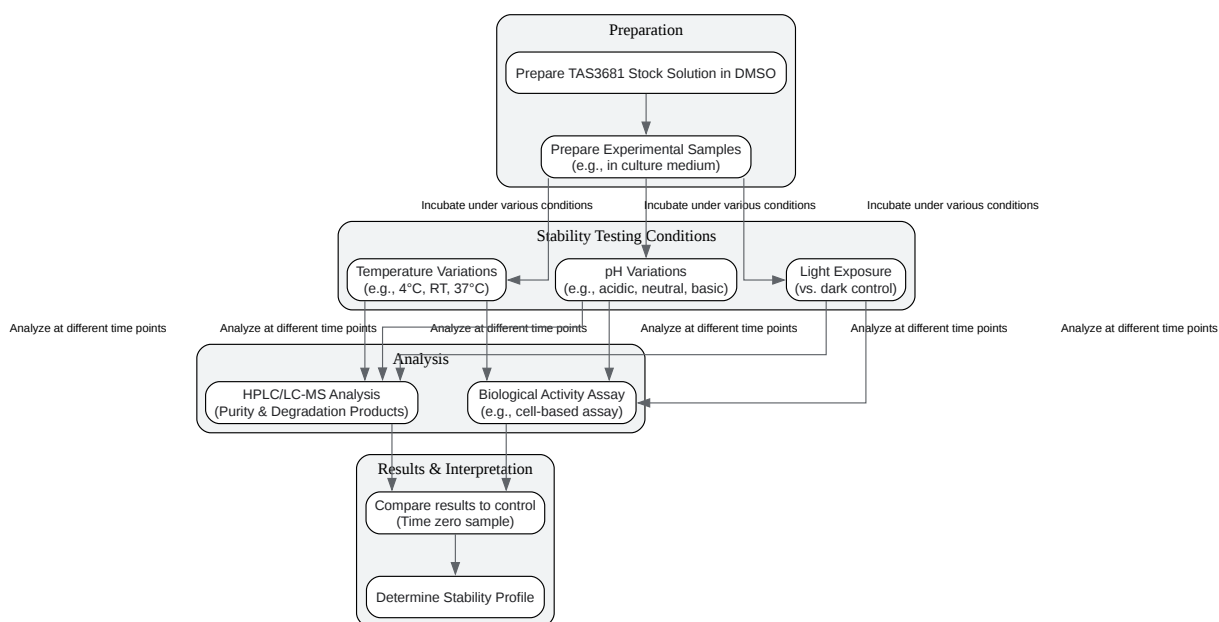 Preparation
Prepare TAS3681 Stock Solution in DMSO
Prepare Experimental Samples
(e.g., in culture medium)
Incubate under various conditions
Incubate under various conditions
Incubate under various conditions
Stability Testing Conditions
Temperature Variations
(e.g., 4°C, RT, 37°C)
pH Variations
(e.g., acidic, neutral, basic)
Light Exposure
(vs. dark control)
Analyze at different time points
Analyze at different time points
Analyze at different time points
Analyze at different time points
Analyze at different time points
Analyze at different time points
Analysis
HPLC/LC-MS Analysis
(Purity & Degradation Products)
Biological Activity Assay
(e.g., cell-based assay)
Results & Interpretation
Compare results to control
(Time zero sample)
Determine Stability Profile